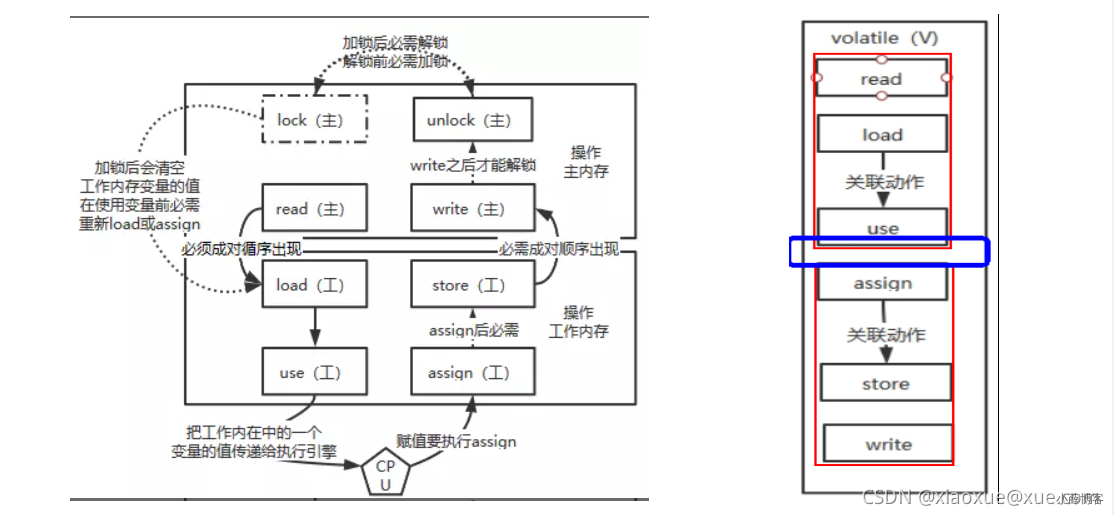 加锁后必需解锁
解锁前必需加锁
lock（主）
unlock（主）
操作
主内存
加锁后会清空
工作内存变量的值
在使用变量前必需
重新load或assign
write之后才能解锁
read（主）
write（主）
必须成对循序出现
必需成对顺序出现
load（工）
store（工）
操作
工作内存
assign后必需
use（工）
assign（工）
把工作内在中的一个
变量的值传递给执行引擎
赋值要执行assign
CP
U
volatile（V）
read
load
关联动作
use
assign
关联动作
store
write